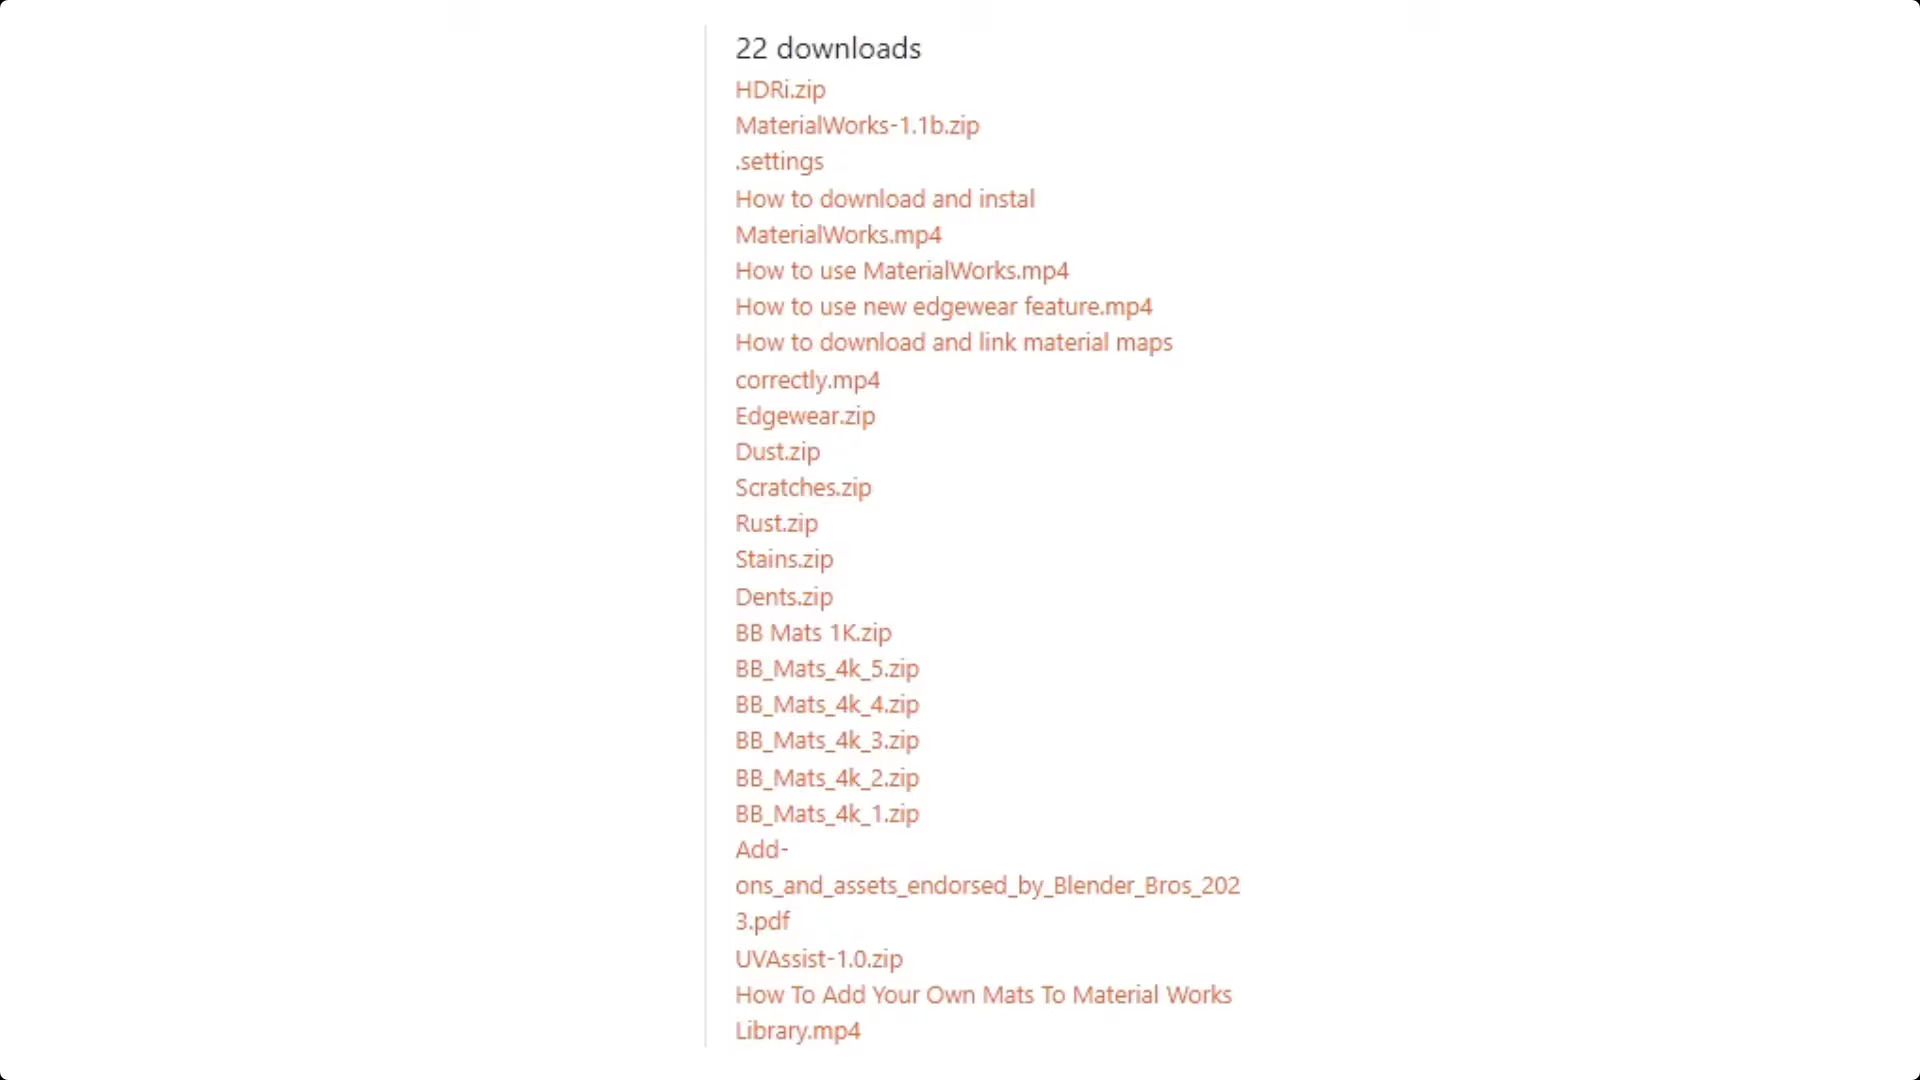 22 downloads
HDRi.zip
MaterialWorks-1.1b.zip
.settings
How to download and instal
MaterialWorks.mp4
How to use MaterialWorks.mp4
How to use new edgewear feature.mp4
How to download and link material maps
correctly.mp4
Edgewear.zip
Dust.zip
Scratches.zip
Rust.zip
Stains.zip
Dents.zip
BB Mats 1K.zip
BB_Mats_4k_5.zip
BB_Mats_4k_4.zip
BB_Mats_4k_3.zip
BB_Mats_4k_2.zip
BB_Mats_4k_1.zip
Add-
ons_and_assets_endorsed_by_Blender_Bros_202
3.pdf
UVAssist-1.0.zip
How To Add Your Own Mats To Material Works
Library.mp4